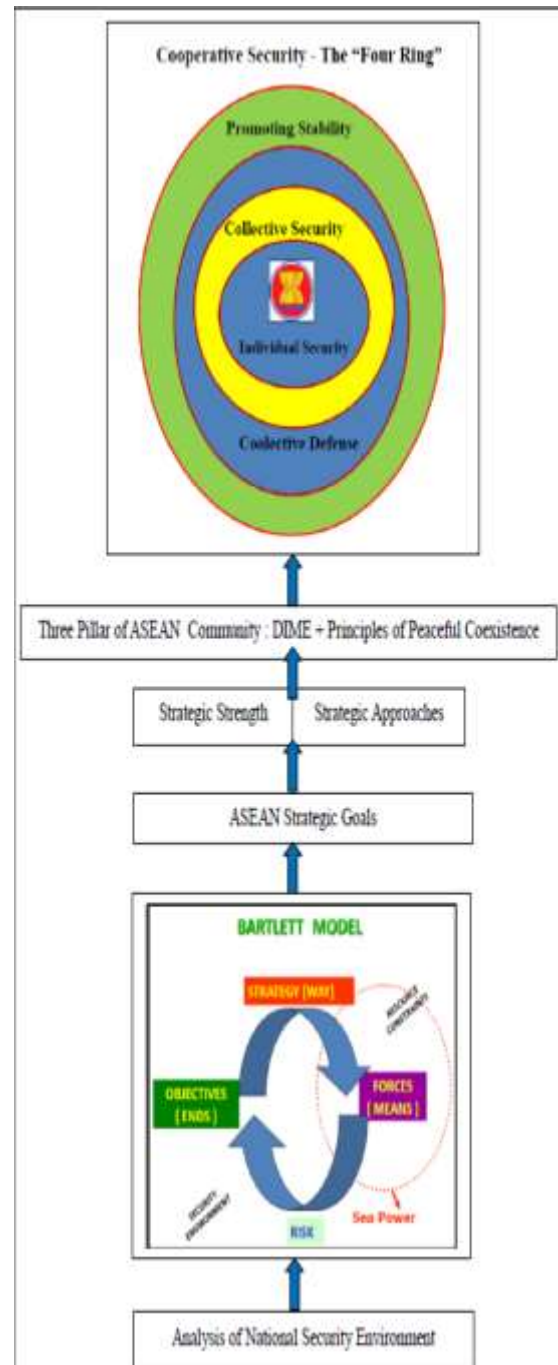 Cooperative Security - The “Four Ring”
Promoting Stability
Collective Security
Individual Security
Coolective Defense
Three Pillar of ASEAN Community : DIME + Principles of Peaceful Coexistence
Strategic Strength
Strategic Approaches
ASEAN Strategic Goals
BARTLETT MODEL
STRATEGY (WAY)
RESOURCE
CONSTRAINTY
OBJECTIVES
( ENDS )
FORCES
( MEANS )
SECURITY
ENVIRONMENT
RISK
Sea Power
Analysis of National Security Environment